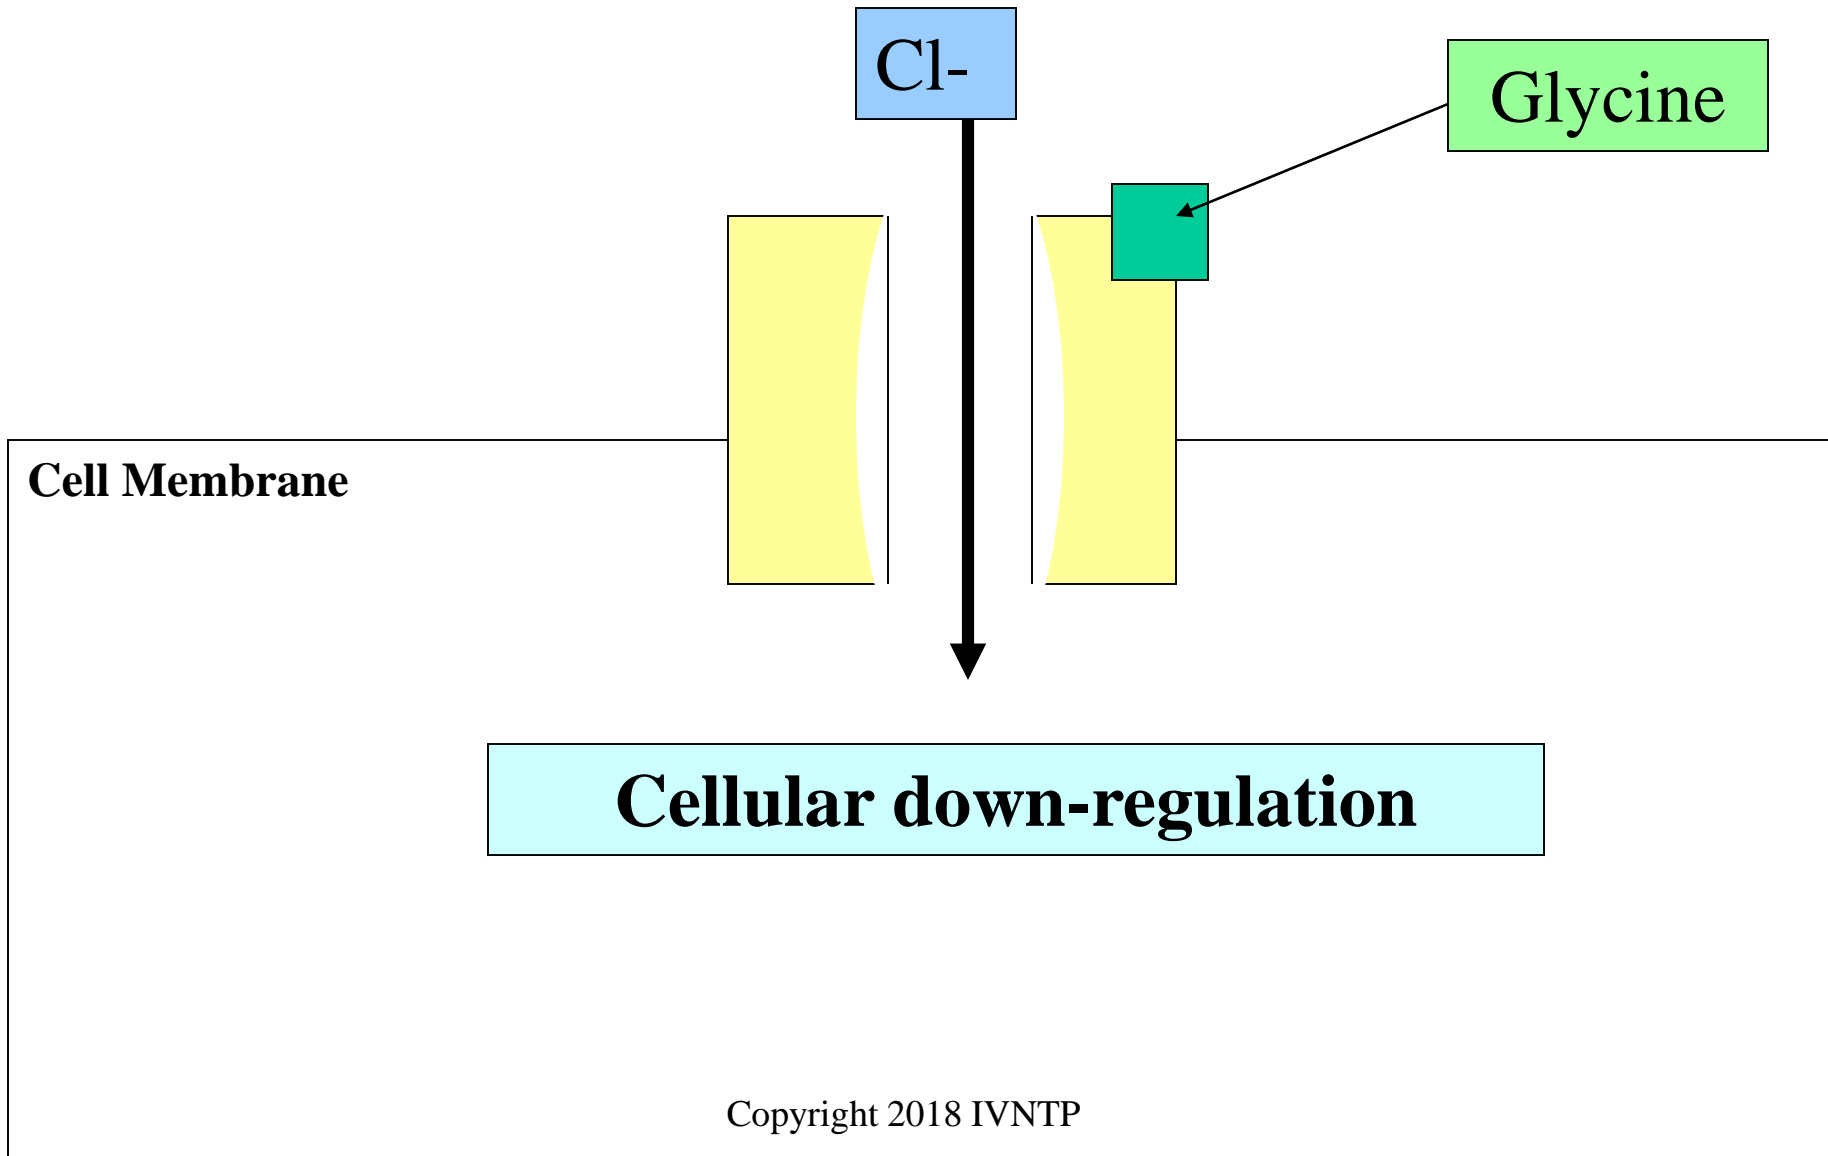 Cl-
Glycine
Cell Membrane
Cellular down-regulation
Copyright 2018 IVNTP